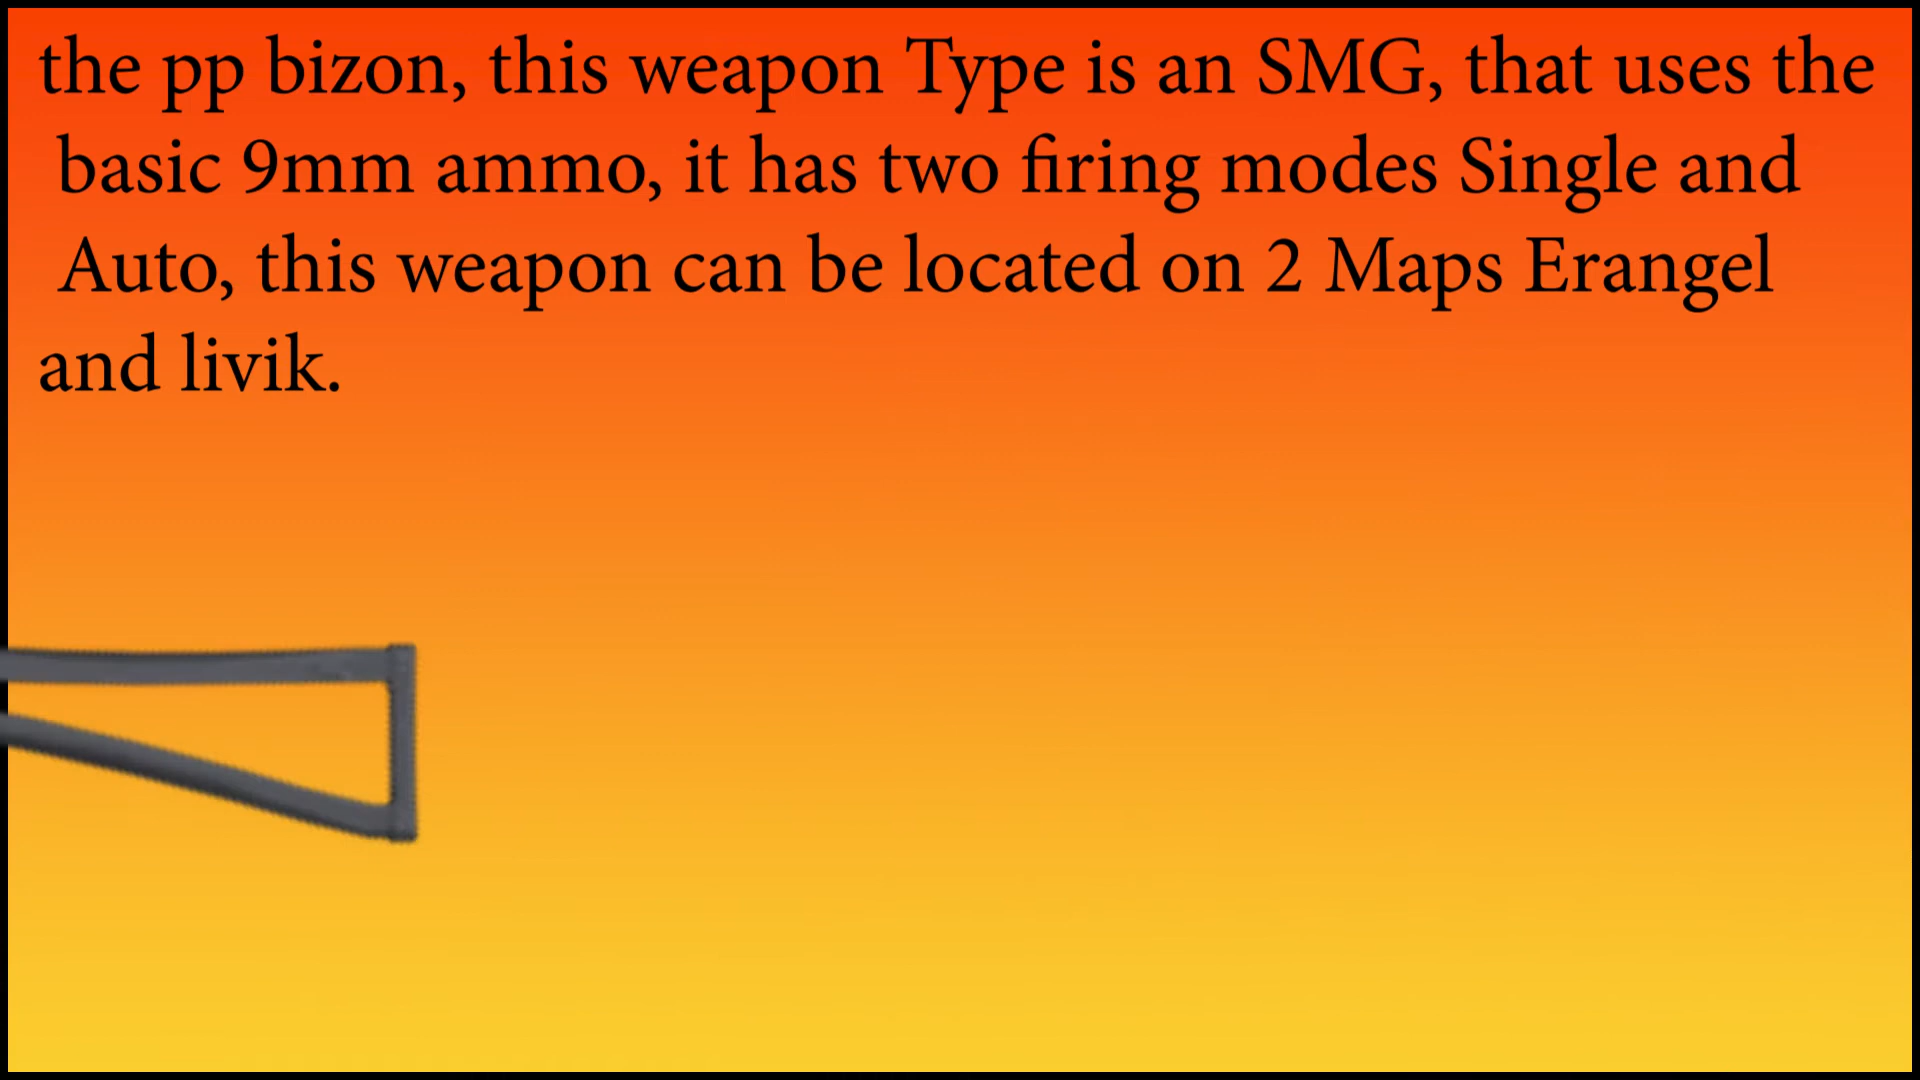 the pp bizon, this weapon Type is an SMG, that uses the
basic 9mm ammo, it has two firing modes Single and
Auto, this weapon can be located on 2 Maps Erangel
and livik.